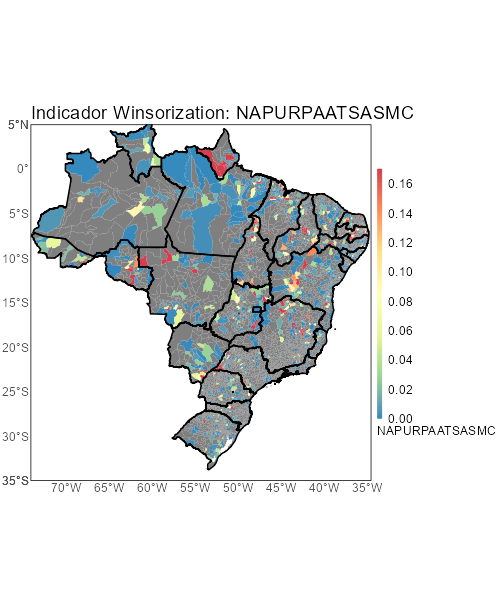 Indicador Winsorization: NAPURPAATSASMC
5°N
0°
5°S
10°S
15°S
20°S
25°S
30°S
35°S
70°W 65°W 60°W 55°W 50°W 45°W 40°W 35°W
0.16
0.14
0.12
0.10
0.08
0.06
0.04
0.02
0.00
NAPURPAATSASMC